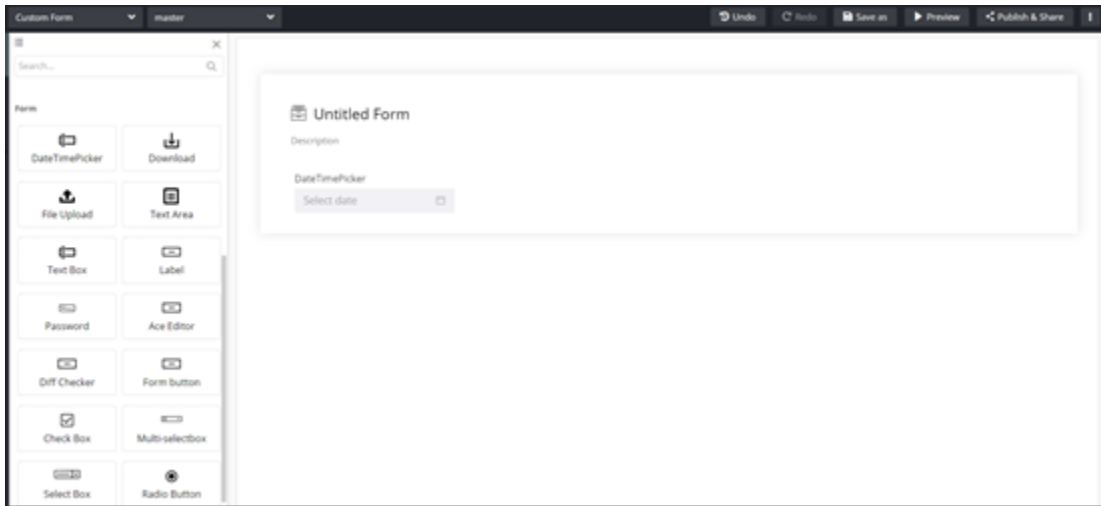 Custom Form master Undo Redo Save as Preview Publish & Share
Search...
Form
DateTimePicker Download
File Upload Text Area
Text Box Label
Password Ace Editor
Diff Checker Form button
Check Box Multi-selectbox
Select Box Radio Button
Untitled Form
Description
DateTimePicker
Select date